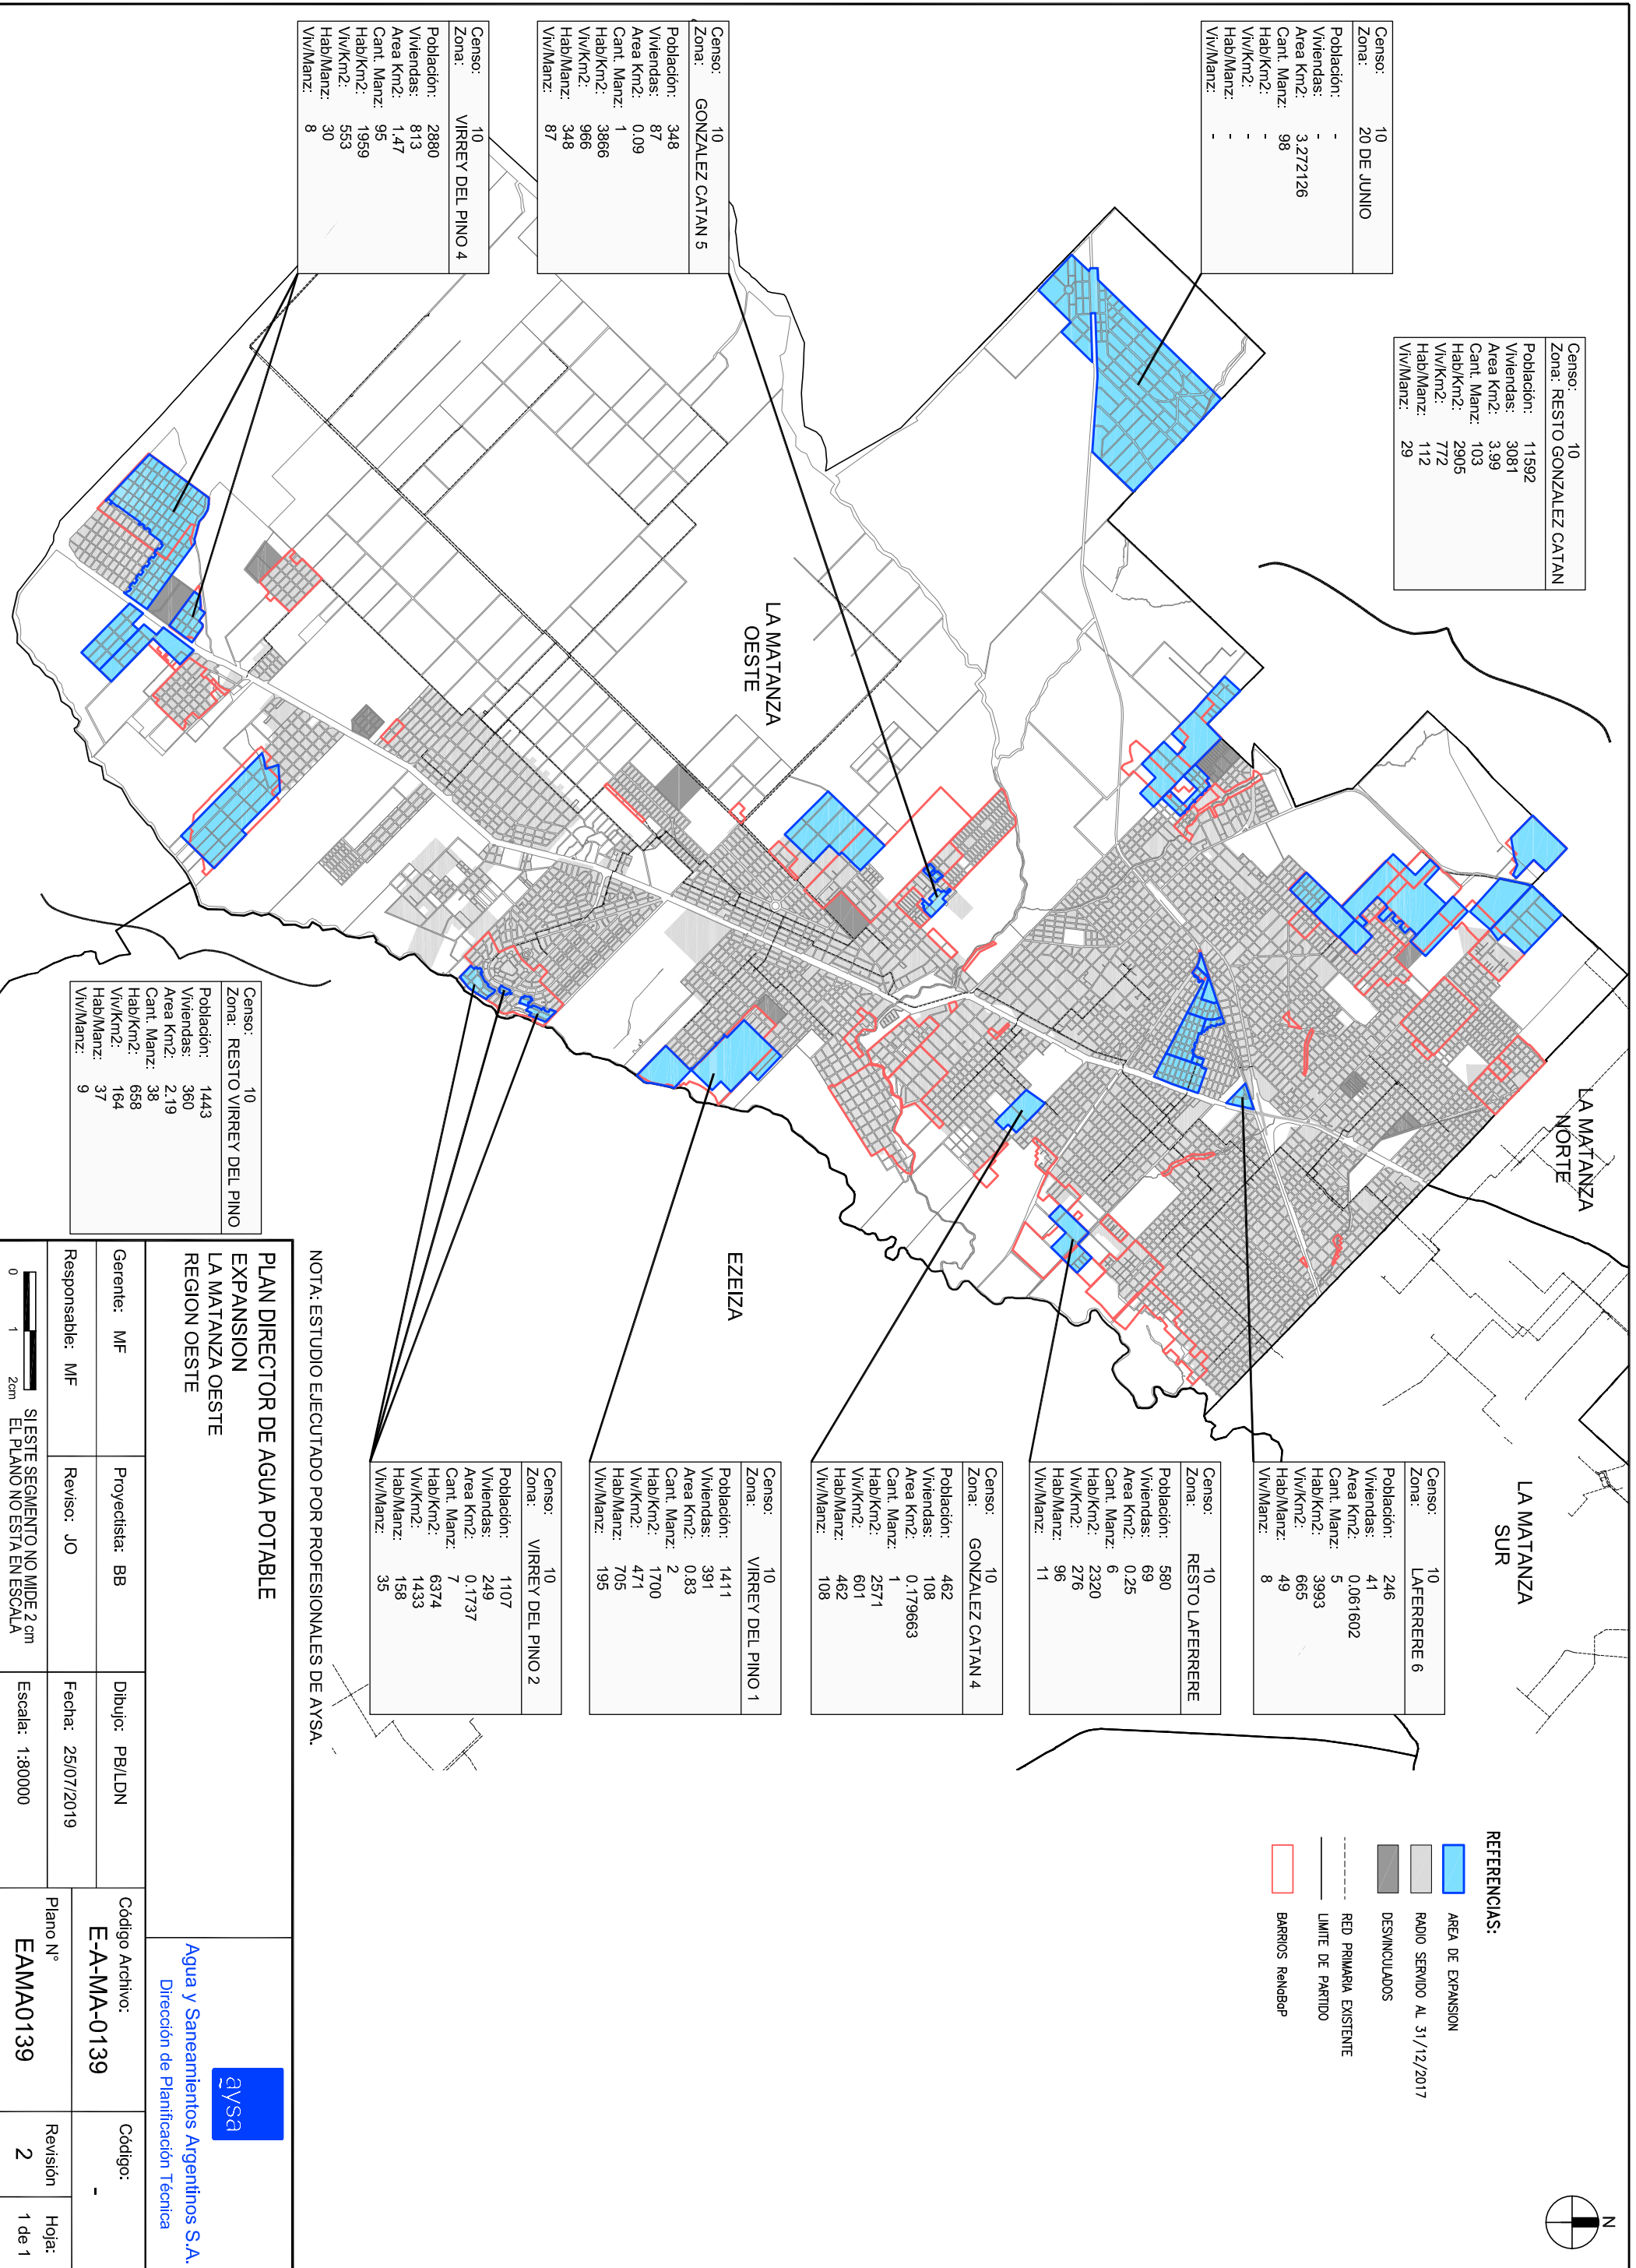 Censo: 10
Zona: 20 DE JUNIO
Población: -
Viviendas: -
Area Km2: 3.272126
Cant. Manz: 98
Hab/Km2: -
Viv/Km2: -
Hab/Manz: -
Viv/Manz: -
Censo: 10
Zona: RESTO GONZALEZ CATAN
Población: 11592
Viviendas: 3081
Area Km2: 3.99
Cant. Manz: 103
Hab/Km2: 2905
Viv/Km2: 772
Hab/Manz: 112
Viv/Manz: 29
Censo: 10
Zona: GONZALEZ CATAN 5
Población: 348
Viviendas: 87
Area Km2: 0.09
Cant. Manz: 1
Hab/Km2: 3866
Viv/Km2: 966
Hab/Manz: 348
Viv/Manz: 87
Censo: 10
Zona: VIRREY DEL PINO 4
Población: 2880
Viviendas: 813
Area Km2: 1.47
Cant. Manz: 95
Hab/Km2: 1959
Viv/Km2: 553
Hab/Manz: 30
Viv/Manz: 8
LA MATANZA
OESTE
LA MATANZA
NORTE
LA MATANZA
SUR
EZEIZA
Censo: 10
Zona: RESTO VIRREY DEL PINO
Población: 1443
Viviendas: 360
Area Km2: 2.19
Cant. Manz: 38
Hab/Km2: 658
Viv/Km2: 164
Hab/Manz: 37
Viv/Manz: 9
Censo: 10
Zona: LAFERRERE 6
Población: 246
Viviendas: 41
Area Km2: 0.061602
Cant. Manz: 5
Hab/Km2: 3993
Viv/Km2: 665
Hab/Manz: 49
Viv/Manz: 8
Censo: 10
Zona: RESTO LAFERRERE
Población: 580
Viviendas: 69
Area Km2: 0.25
Cant. Manz: 6
Hab/Km2: 2320
Viv/Km2: 276
Hab/Manz: 96
Viv/Manz: 11
Censo: 10
Zona: GONZALEZ CATAN 4
Población: 462
Viviendas: 108
Area Km2: 0.179663
Cant. Manz: 1
Hab/Km2: 2571
Viv/Km2: 601
Hab/Manz: 462
Viv/Manz: 108
Censo: 10
Zona: VIRREY DEL PINO 1
Población: 1411
Viviendas: 391
Area Km2: 0.83
Cant. Manz: 2
Hab/Km2: 1700
Viv/Km2: 471
Hab/Manz: 705
Viv/Manz: 195
Censo: 10
Zona: VIRREY DEL PINO 2
Población: 1107
Viviendas: 249
Area Km2: 0.1737
Cant. Manz: 7
Hab/Km2: 6374
Viv/Km2: 1433
Hab/Manz: 158
Viv/Manz: 35
N
REFERENCIAS:
AREA DE EXPANSION
RADIO SERVIDO AL 31/12/2017
DESVINCULADOS
RED PRIMARIA EXISTENTE
LIMITE DE PARTIDO
BARRIOS ReNaBaP
NOTA: ESTUDIO EJECUTADO POR PROFESIONALES DE AYSA.
PLAN DIRECTOR DE AGUA POTABLE
EXPANSION
LA MATANZA OESTE
REGION OESTE
aysa
Agua y Saneamientos Argentinos S.A.
Dirección de Planificación Técnica
Gerente: MF
Proyectista: BB
Dibujo: PB/LDN
Código Archivo:
E-A-MA-0139
Código:
-
Responsable: MF
Reviso: JO
Fecha: 25/07/2019
Plano N°
EAMA0139
Revisión
2
Hoja:
1 de 1
0 1 2cm
SI ESTE SEGMENTO NO MIDE 2 cm
EL PLANO NO ESTA EN ESCALA
Escala: 1:80000